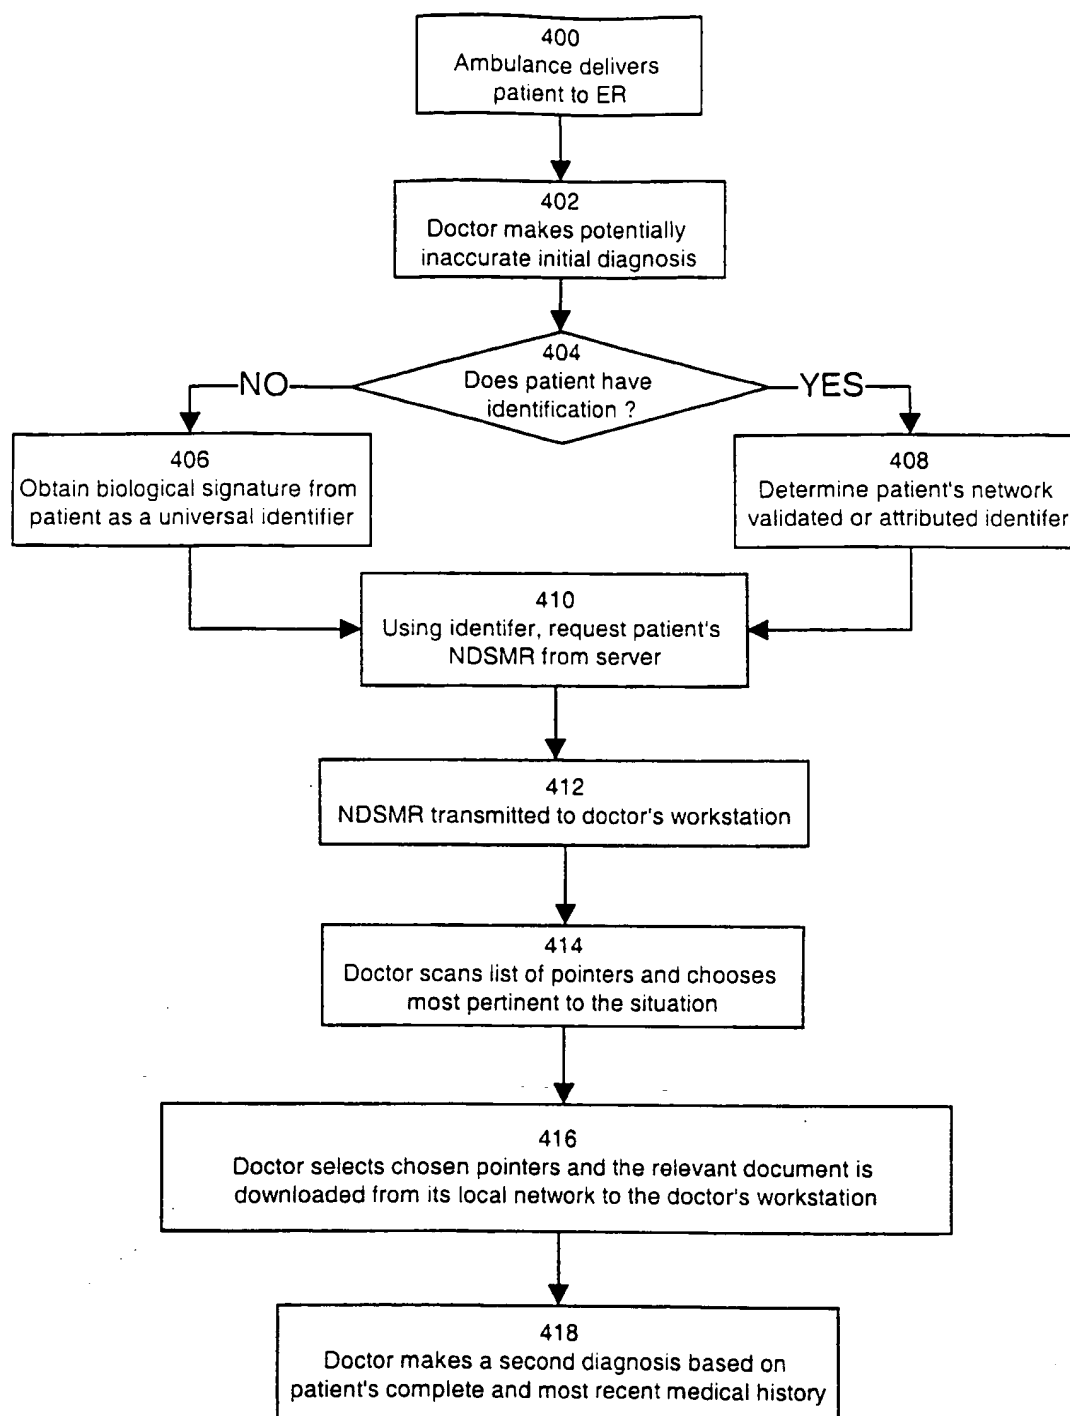 400
Ambulance delivers
patient to ER
402
Doctor makes potentially
inaccurate initial diagnosis
404
Does patient have
identification ?
NO
YES
406
Obtain biological signature from
patient as a universal identifier
408
Determine patient's network
validated or attributed identifer
410
Using identifer, request patient's
NDSMR from server
412
NDSMR transmitted to doctor's workstation
414
Doctor scans list of pointers and chooses
most pertinent to the situation
416
Doctor selects chosen pointers and the relevant document is
downloaded from its local network to the doctor's workstation
418
Doctor makes a second diagnosis based on
patient's complete and most recent medical history